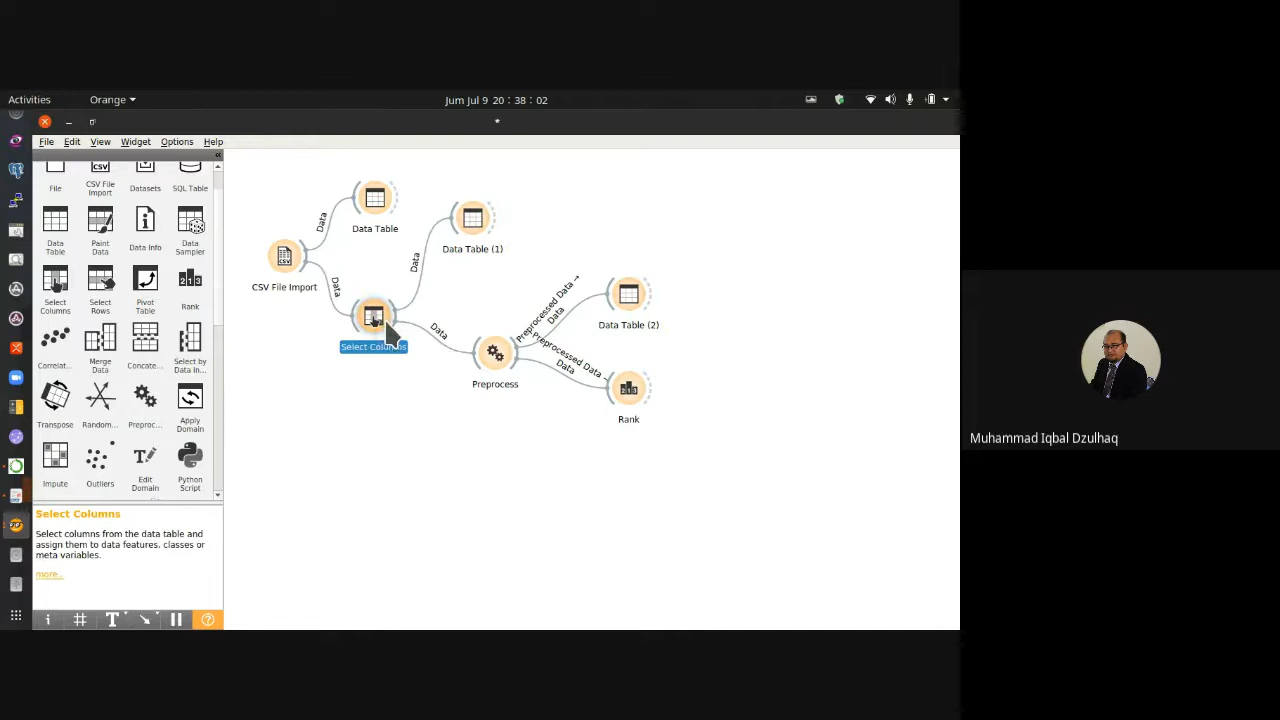 Activities
Orange
Jum Jul 9 20:38:02
*
File Edit View Widget Options Help
File
CSV File Import
Datasets
SQL Table
Data Table
Paint Data
Data Info
Data Sampler
Select Columns
Select Rows
Pivot Table
Rank
Correlat...
Merge Data
Concate...
Select by Data In...
Transpose
Random...
Preproc...
Apply Domain
Impute
Outliers
Edit Domain
Python Script
Select Columns
Select columns from the data table and
assign them to data features, classes or
meta variables.
more...
CSV File Import
Data
Data Table
Data
Select Columns
Data
Data Table (1)
Data
Preprocess
Preprocessed Data →
Data
Data Table (2)
Preprocessed Data →
Data
Rank
Muhammad Iqbal Dzulhaq